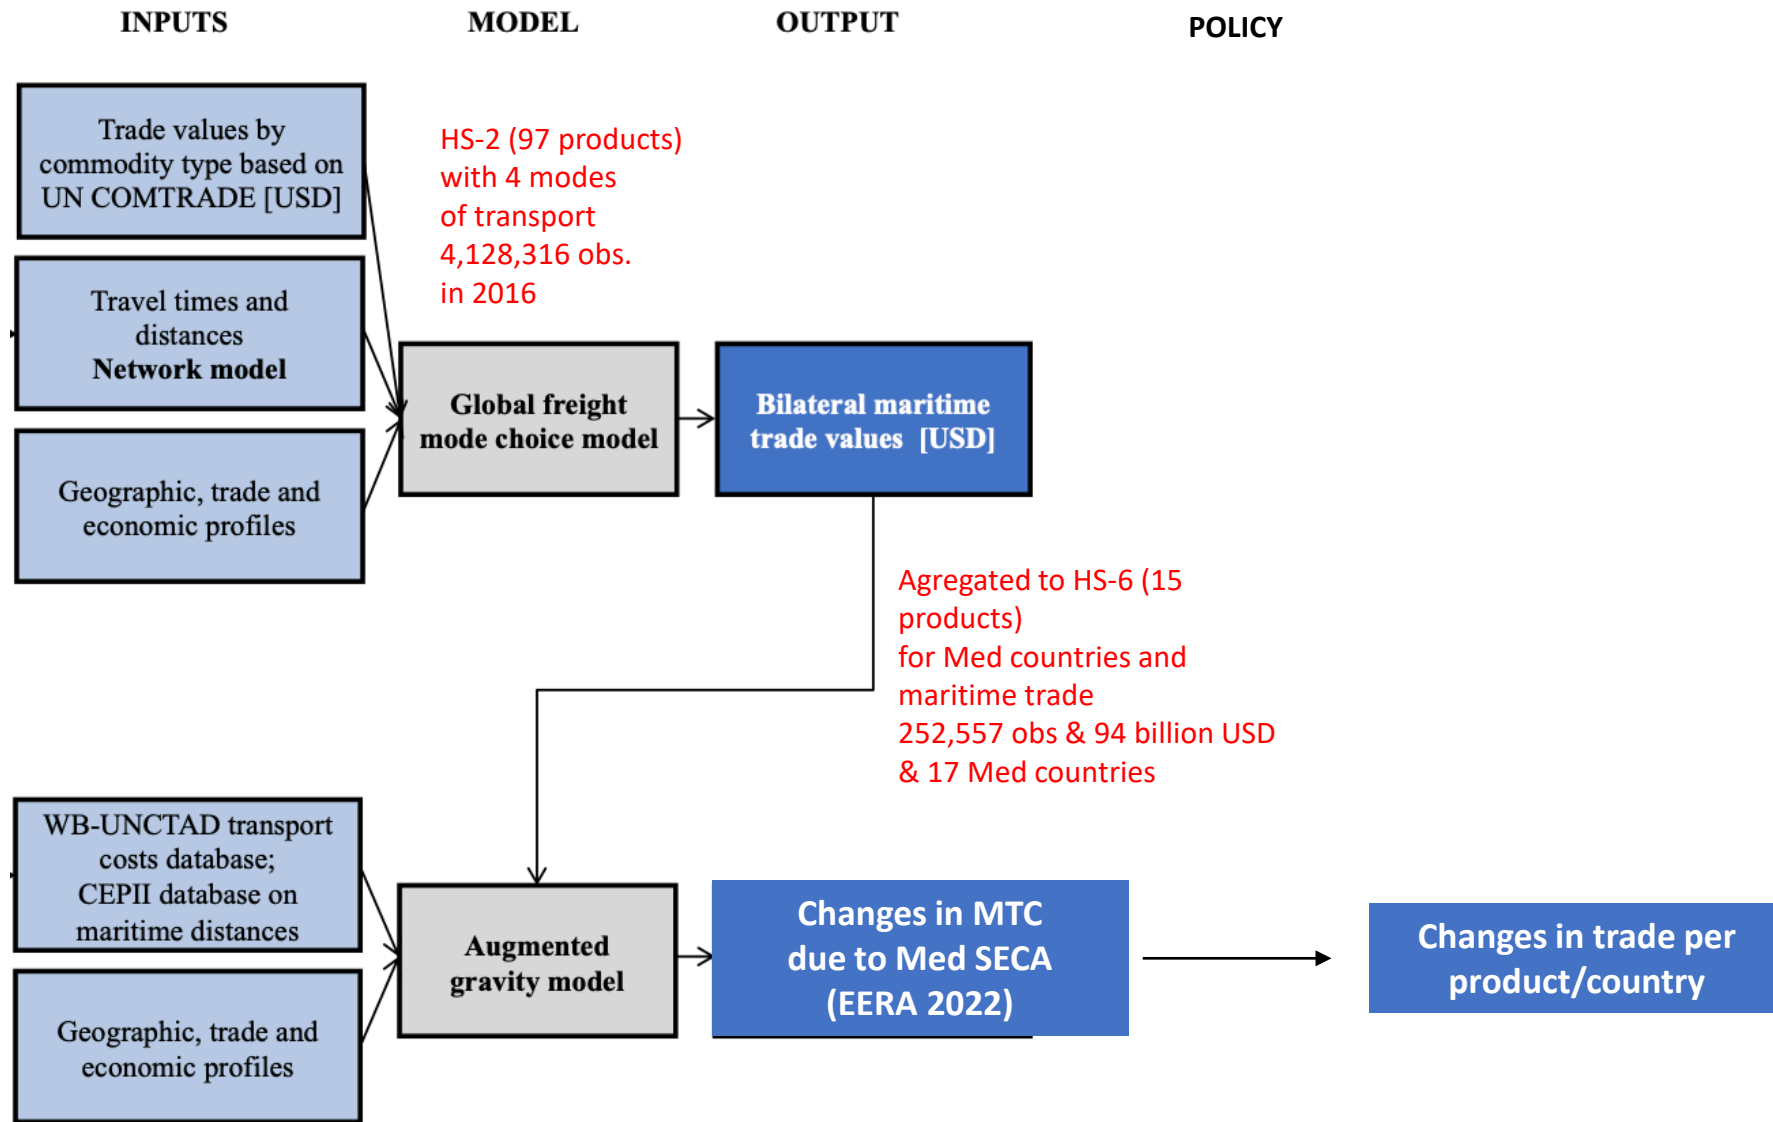 INPUTS
MODEL
OUTPUT
POLICY
Trade values by
commodity type based on
UN COMTRADE [USD]
HS-2 (97 products)
with 4 modes
of transport
4,128,316 obs.
in 2016
Travel times and
distances
Network model
Global freight
mode choice model
Bilateral maritime
trade values [USD]
Geographic, trade and
economic profiles
Agregated to HS-6 (15
products)
for Med countries and
maritime trade
252,557 obs & 94 billion USD
& 17 Med countries
WB-UNCTAD transport
costs database;
CEPII database on
maritime distances
Augmented
gravity model
Changes in MTC
due to Med SECA
(EERA 2022)
Changes in trade per
product/country
Geographic, trade and
economic profiles